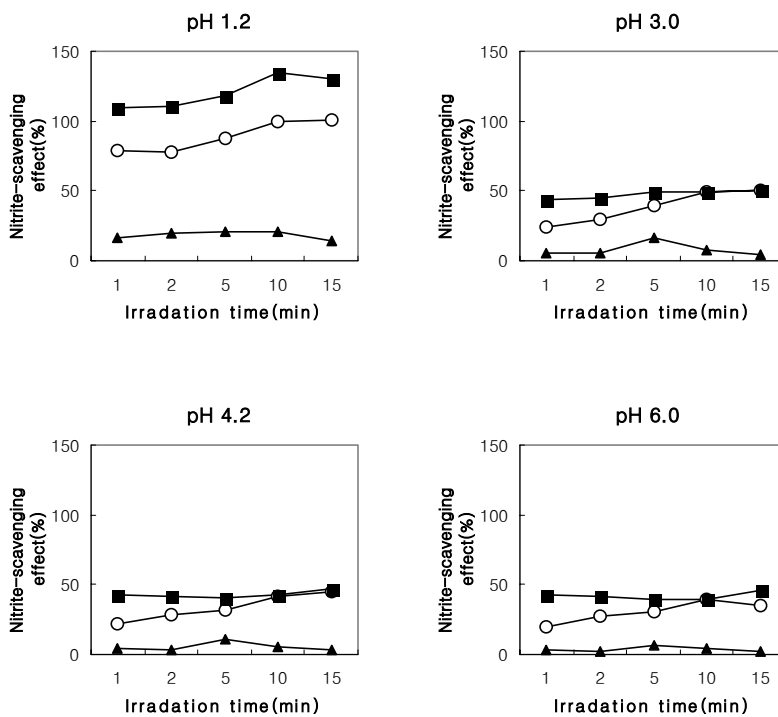 pH 1.2
150
100
50
0
Nitrite-scavenging
effect(%)
1 2 5 10 15
Irradation time(min)
pH 3.0
150
100
50
0
Nitrite-scavenging
effect(%)
1 2 5 10 15
Irradation time(min)
pH 4.2
150
100
50
0
Nitrite-scavenging
effect(%)
1 2 5 10 15
Irradation time(min)
pH 6.0
150
100
50
0
Nitrite-scavenging
effect(%)
1 2 5 10 15
Irradation time(min)